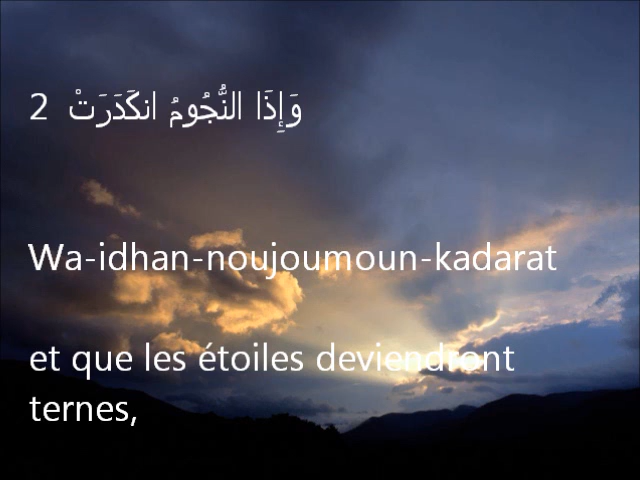 2 وَإِذَا النُّجُومُ انكَدَرَتْ
Wa-idhan-noujoumoun-kadarat
et que les étoiles deviendront
ternes,